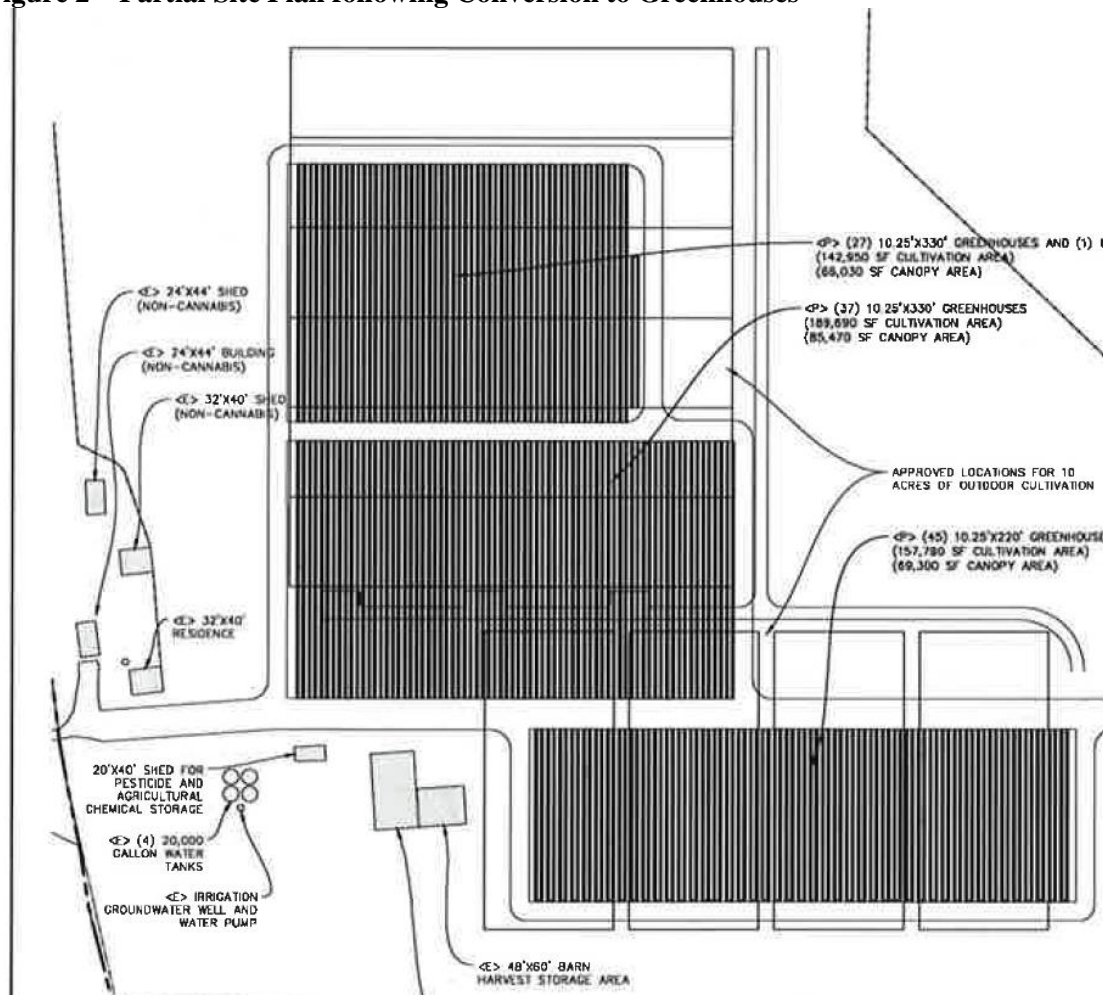 igure 2 – Partial Site Plan following Conversion to Greenhouses
<P> (27) 10.25'X330' GREENHOUSES AND (1)
(142,950 SF CULTIVATION AREA)
SF CANOPY AREA)
<E> 24'X44' SHED
(NON-CANNABIS)
<P> (37) 10.25'X330' GREENHOUSES
(189,690 SF CULTIVATION AREA)
(85,470 SF CANOPY AREA)
<E> 24'X44' BUILDING
(NON-CANNABIS)
<E> 32'X40' SHED
(NON-CANNABIS)
APPROVED LOCATIONS FOR 10
ACRES OF OUTDOOR CULTIVATION
<P> (45) 10.25'X220' GREENHOUSE
(157,780 SF CULTIVATION AREA)
(69,300 SF CANOPY AREA)
<E> 32'X40'
RESIDENCE
20'X40' SHED FOR
PESTICIDE AND
AGRICULTURAL
CHEMICAL STORAGE
<E> (4) 20,000
GALLON WATER
TANKS
<E> IRRIGATION
GROUNDWATER WELL AND
WATER PUMP
<E> 48'X60' BARN
HARVEST STORAGE AREA